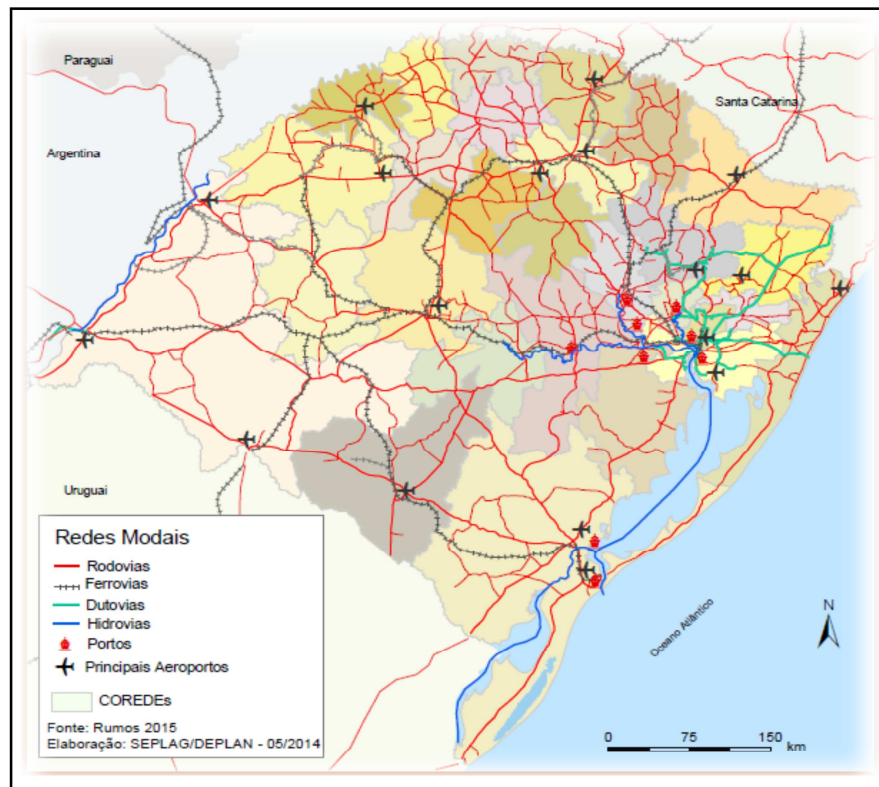 Paraguai
Santa Catarina
Argentina
Uruguai
Redes Modais
Rodovias
Ferrovias
Dutovias
Hidrovias
Portos
Principais Aeroportos
COREDEs
Fonte: Rumos 2015
Elaboração: SEPLAG/DEPLAN - 05/2014
Oceano Atlântico
N
0 75 150
km